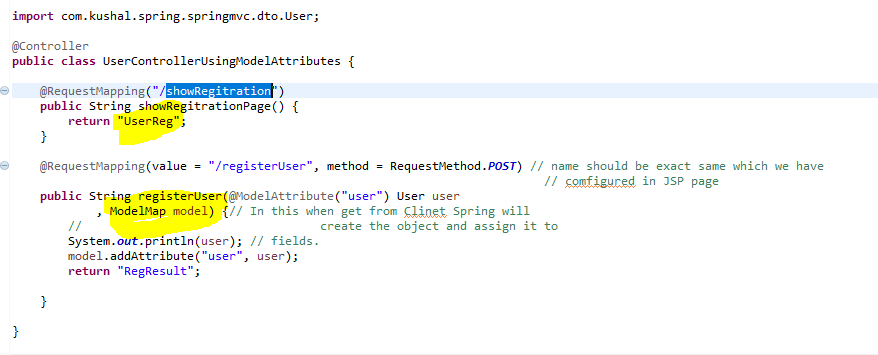 import com.kushal.spring.springmvc.dto.User;
@Controller
public class UserControllerUsingModelAttributes {
@RequestMapping("/showRegitration")
public String showRegitrationPage() {
return "UserReg";
}
@RequestMapping(value = "/registerUser", method = RequestMethod.POST) // name should be exact same which we have
// comfigured in JSP page
public String registerUser(@ModelAttribute("user") User user
, ModelMap model) {// In this when get from Clinet Spring will
// create the object and assign it to
System.out.println(user); // fields.
model.addAttribute("user", user);
return "RegResult";
}
}